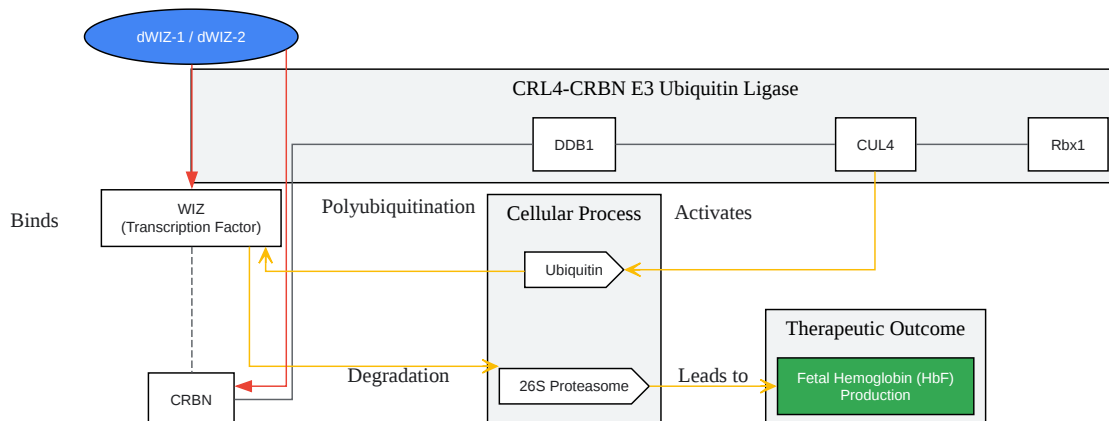 dWIZ-1 / dWIZ-2
CRL4-CRBN E3 Ubiquitin Ligase
DDB1
CUL4
Rbx1
Binds
WIZ
(Transcription Factor)
Polyubiquitination
Cellular Process
Activates
Ubiquitin
Therapeutic Outcome
CRBN
Degradation
26S Proteasome
Leads to
Fetal Hemoglobin (HbF)
Production